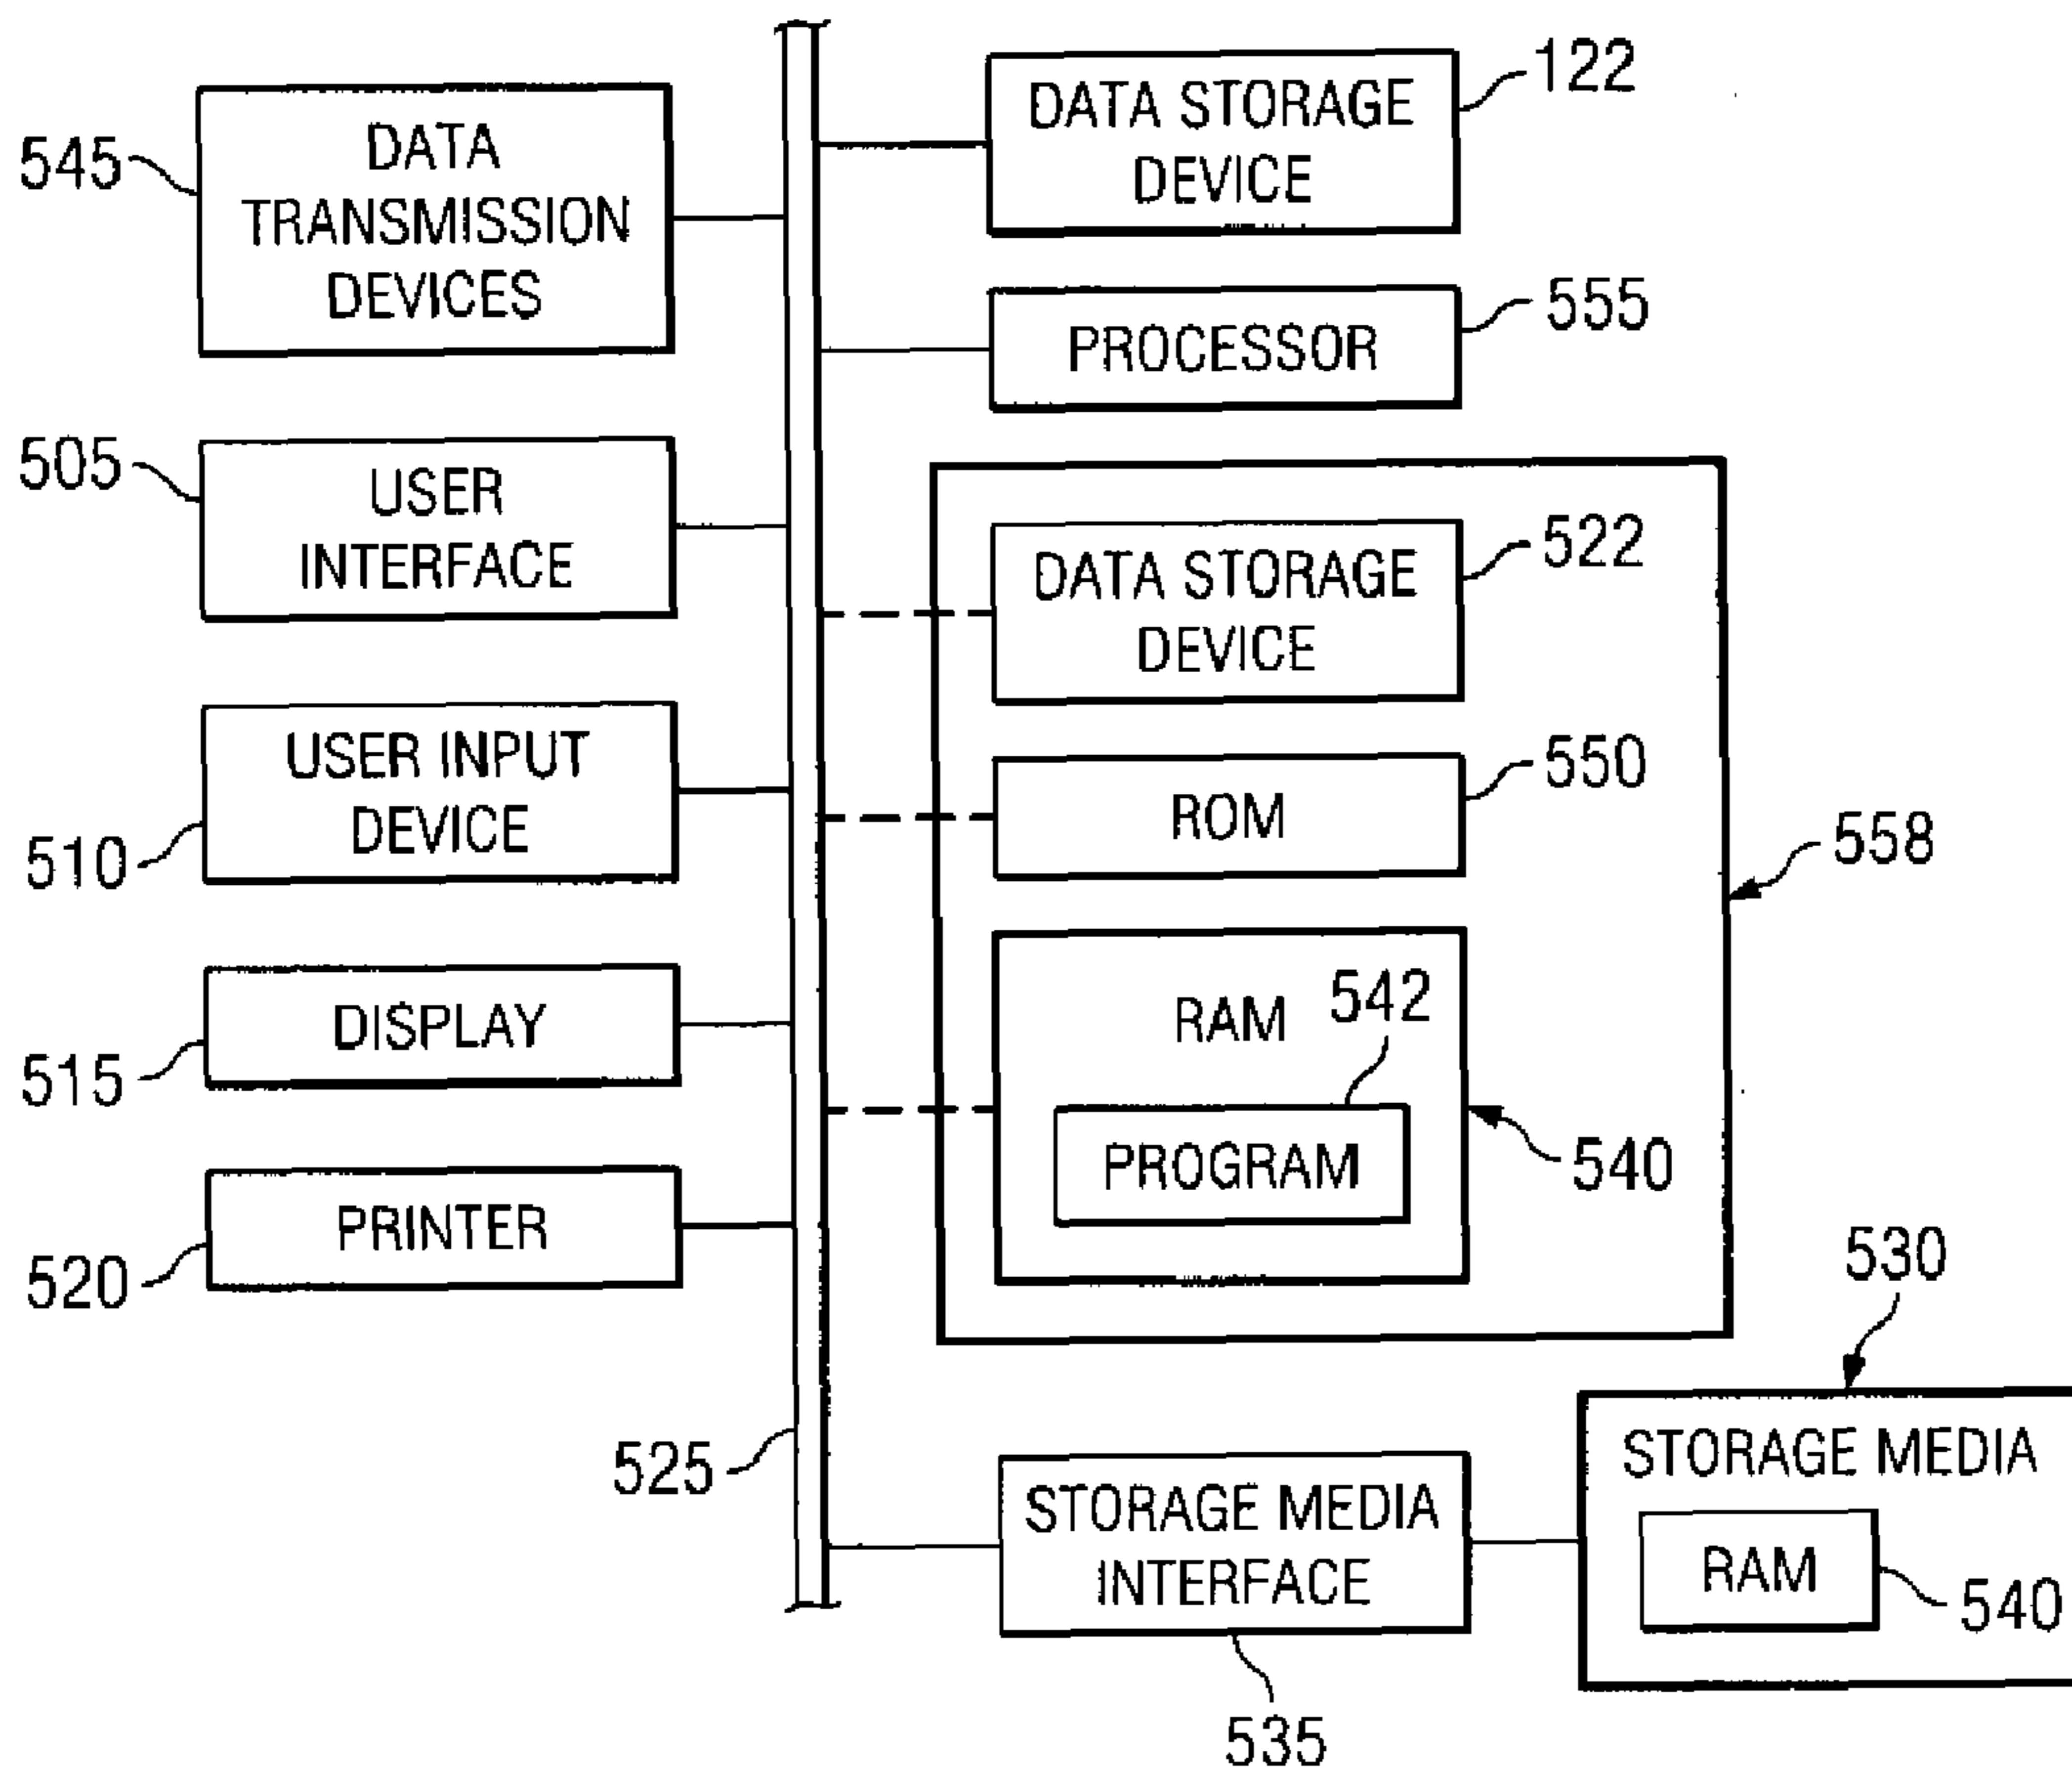 545
DATA
TRANSMISSION
DEVICES
505
USER
INTERFACE
510
USER INPUT
DEVICE
515
DISPLAY
520
PRINTER
525
DATA STORAGE
DEVICE
122
PROCESSOR
555
DATA STORAGE
DEVICE
522
ROM
550
558
RAM
542
PROGRAM
540
STORAGE MEDIA
INTERFACE
535
530
STORAGE MEDIA
RAM
540